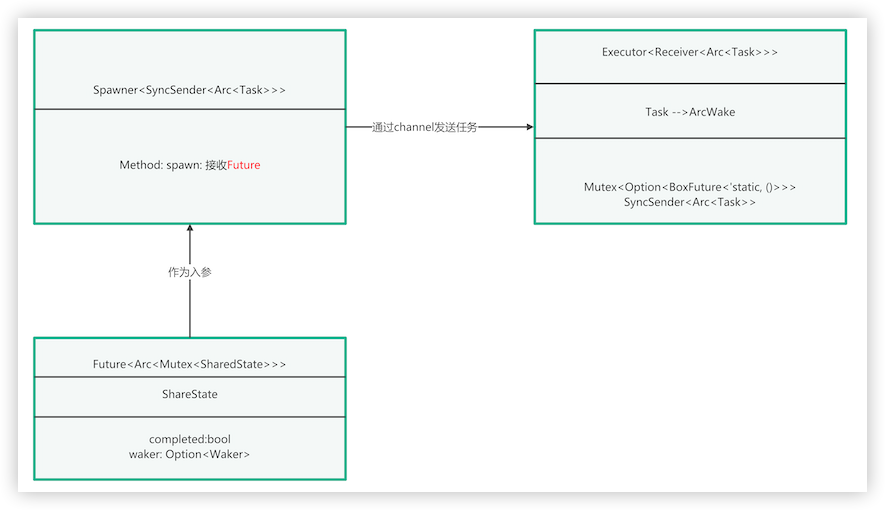 Spawner<SyncSender<Arc<Task>>>
Method: spawn: 接收Future
通过channel发送任务
Executor<Receiver<Arc<Task>>>
Task -->ArcWake
Mutex<Option<BoxFuture<'static, ()>>>
SyncSender<Arc<Task>>
作为入参
Future<Arc<Mutex<SharedState>>>
ShareState
completed:bool
waker: Option<Waker>